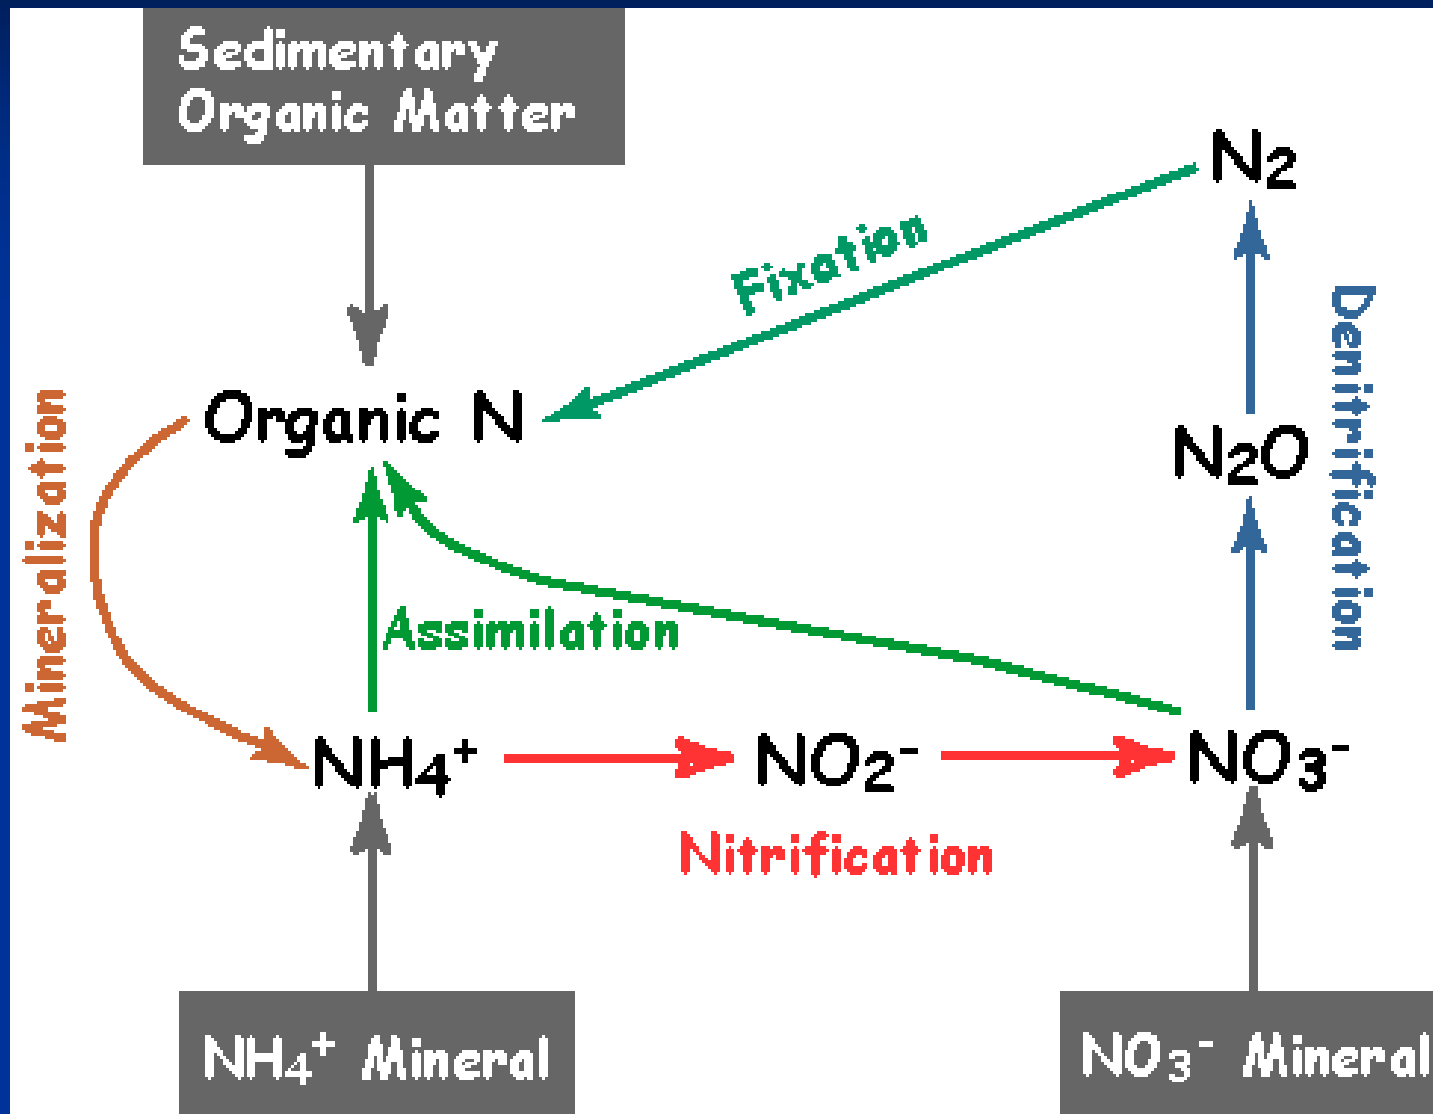 Sedimentary
Organic Matter
N₂
Fixation
Denitrification
Organic N
N₂O
Mineralization
Assimilation
NH₄⁺
NO₂⁻
NO₃⁻
Nitrification
NH₄⁺ Mineral
NO₃⁻ Mineral